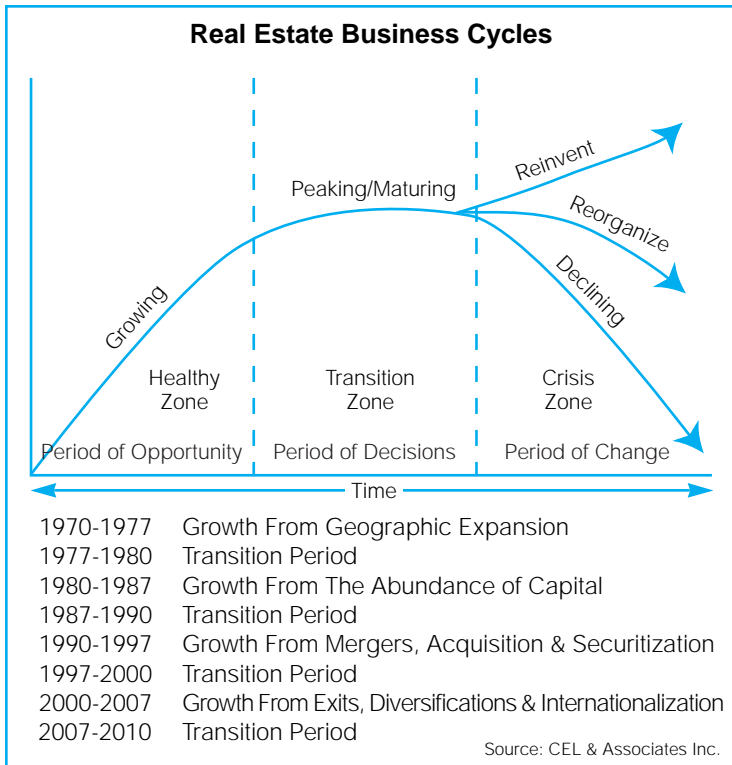 Real Estate Business Cycles
Reinvent
Peaking/Maturing
Reorganize
Growing
Declining
Healthy
Zone
Transition
Zone
Crisis
Zone
Period of Opportunity
Period of Decisions
Period of Change
Time
1970-1977 Growth From Geographic Expansion
1977-1980 Transition Period
1980-1987 Growth From The Abundance of Capital
1987-1990 Transition Period
1990-1997 Growth From Mergers, Acquisition & Securitization
1997-2000 Transition Period
2000-2007 Growth From Exits, Diversifications & Internationalization
2007-2010 Transition Period
Source: CEL & Associates Inc.